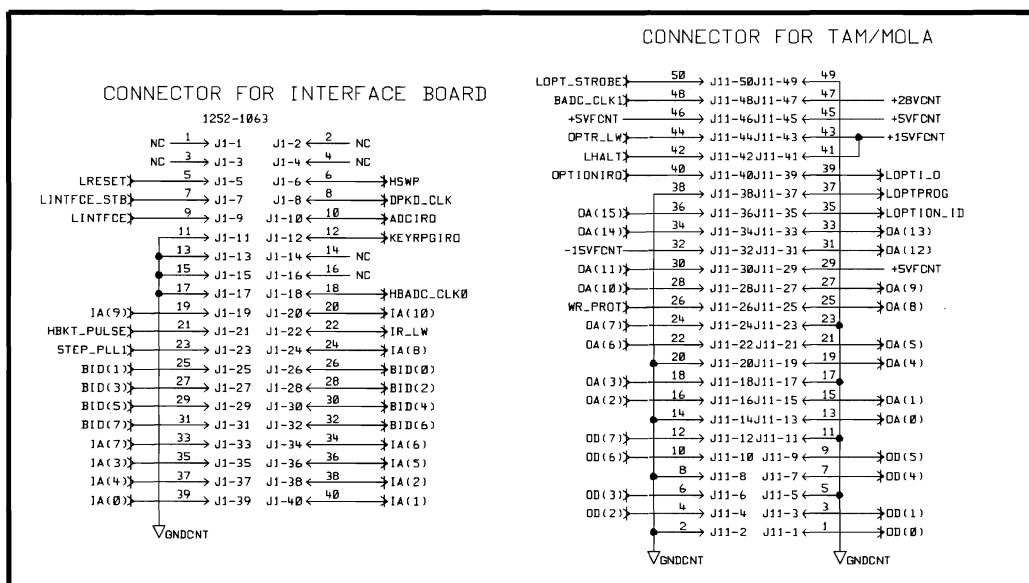 CONNECTOR FOR INTERFACE BOARD
1252-1063
NC 1 J1-1 J1-2 2 NC
NC 3 J1-3 J1-4 4 NC
LRESET 5 J1-5 J1-6 6 HSWP
LINTFCE_STB 7 J1-7 J1-8 8 DPKD_CLK
LINTFCE 9 J1-9 J1-10 10 ADCIRQ
11 J1-11 J1-12 12 KEYRPGIRQ
13 J1-13 J1-14 14 NC
15 J1-15 J1-16 16 NC
17 J1-17 J1-18 18 HBADC_CLK0
IA(9) 19 J1-19 J1-20 20 IA(10)
HBKT_PULSE 21 J1-21 J1-22 22 IR_LW
STEP_PLL1 23 J1-23 J1-24 24 IA(8)
BID(1) 25 J1-25 J1-26 26 BID(0)
BID(3) 27 J1-27 J1-28 28 BID(2)
BID(5) 29 J1-29 J1-30 30 BID(4)
BID(7) 31 J1-31 J1-32 32 BID(6)
IA(7) 33 J1-33 J1-34 34 IA(6)
IA(3) 35 J1-35 J1-36 36 IA(5)
IA(4) 37 J1-37 J1-38 38 IA(2)
IA(0) 39 J1-39 J1-40 40 IA(1)
GNDCNT
CONNECTOR FOR TAM/MOLA
LOPT_STROBE 50 J11-50 J11-49 49
BADC_CLK1 48 J11-48 J11-47 47 +28VCNT
+5VFCNT 46 J11-46 J11-45 45 +5VFCNT
OPTR_LW 44 J11-44 J11-43 43 +15VFCNT
LHALT 42 J11-42 J11-41 41
OPTIONIRQ 40 J11-40 J11-39 39 LOPTI_O
38 J11-38 J11-37 37 LOPTPROG
OA(15) 36 J11-36 J11-35 35 LOPTION_ID
OA(14) 34 J11-34 J11-33 33 OA(13)
-15VFCNT 32 J11-32 J11-31 31 OA(12)
OA(11) 30 J11-30 J11-29 29 +5VFCNT
OA(10) 28 J11-28 J11-27 27 OA(9)
WR_PROT 26 J11-26 J11-25 25 OA(8)
OA(7) 24 J11-24 J11-23 23
OA(6) 22 J11-22 J11-21 21 OA(5)
20 J11-20 J11-19 19 OA(4)
OA(3) 18 J11-18 J11-17 17
OA(2) 16 J11-16 J11-15 15 OA(1)
14 J11-14 J11-13 13 OA(0)
OD(7) 12 J11-12 J11-11 11
OD(6) 10 J11-10 J11-9 9 OD(5)
8 J11-8 J11-7 7 OD(4)
OD(3) 6 J11-6 J11-5 5
OD(2) 4 J11-4 J11-3 3 OD(1)
2 J11-2 J11-1 1 OD(0)
GNDCNT GNDCNT